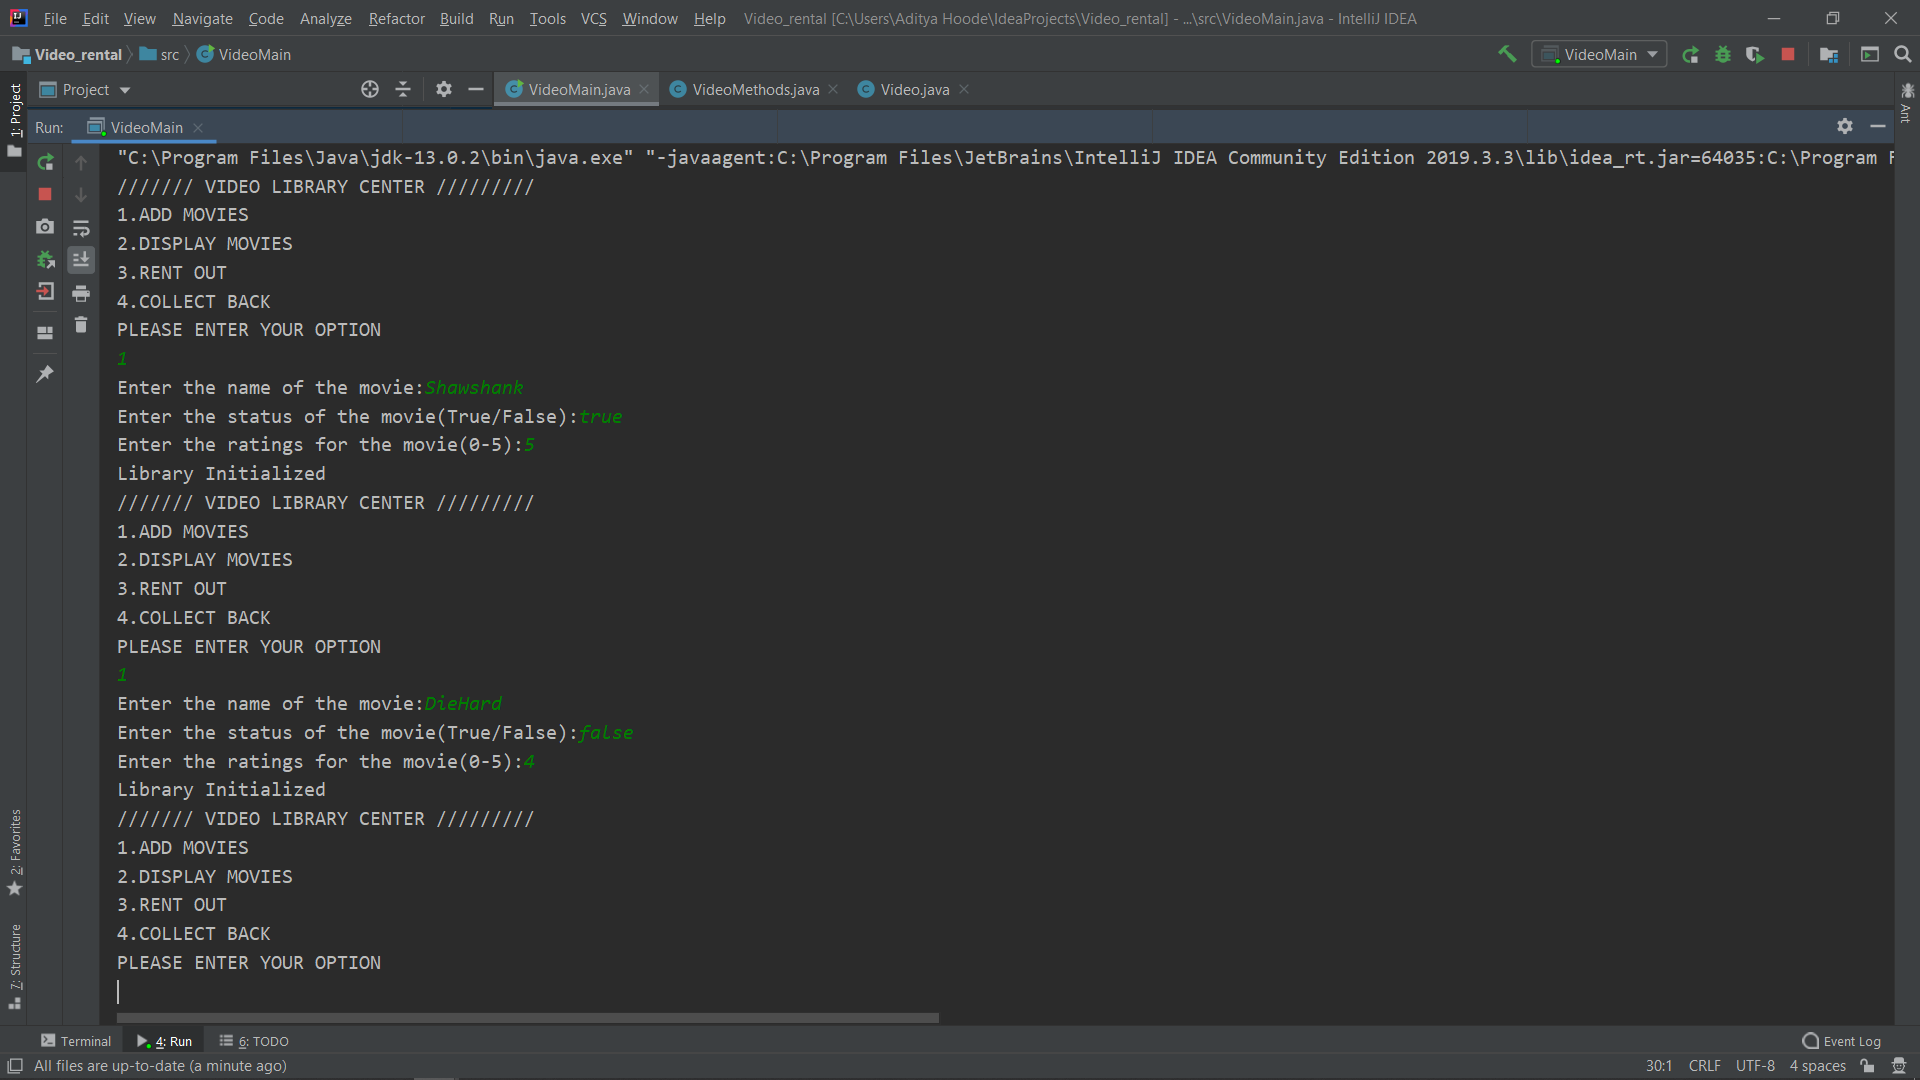 File Edit View Navigate Code Analyze Refactor Build Run Tools VCS Window Help Video_rental [C:\Users\Aditya Hoode\IdeaProjects\Video_rental] - ...\src\VideoMain.java - IntelliJ IDEA
Video_rental src VideoMain VideoMain
1: Project
Project VideoMain.java VideoMethods.java Video.java
Ant
Run: VideoMain
"C:\Program Files\Java\jdk-13.0.2\bin\java.exe" "-javaagent:C:\Program Files\JetBrains\IntelliJ IDEA Community Edition 2019.3.3\lib\idea_rt.jar=64035:C:\Program F
/////// VIDEO LIBRARY CENTER /////////
1.ADD MOVIES
2.DISPLAY MOVIES
3.RENT OUT
4.COLLECT BACK
PLEASE ENTER YOUR OPTION
1
Enter the name of the movie:Shawshank
Enter the status of the movie(True/False):true
Enter the ratings for the movie(0-5):5
Library Initialized
/////// VIDEO LIBRARY CENTER /////////
1.ADD MOVIES
2.DISPLAY MOVIES
3.RENT OUT
4.COLLECT BACK
PLEASE ENTER YOUR OPTION
1
Enter the name of the movie:DieHard
Enter the status of the movie(True/False):false
Enter the ratings for the movie(0-5):4
Library Initialized
/////// VIDEO LIBRARY CENTER /////////
1.ADD MOVIES
2.DISPLAY MOVIES
3.RENT OUT
4.COLLECT BACK
PLEASE ENTER YOUR OPTION
2: Favorites
7: Structure
Terminal 4: Run 6: TODO Event Log
All files are up-to-date (a minute ago) 30:1 CRLF UTF-8 4 spaces